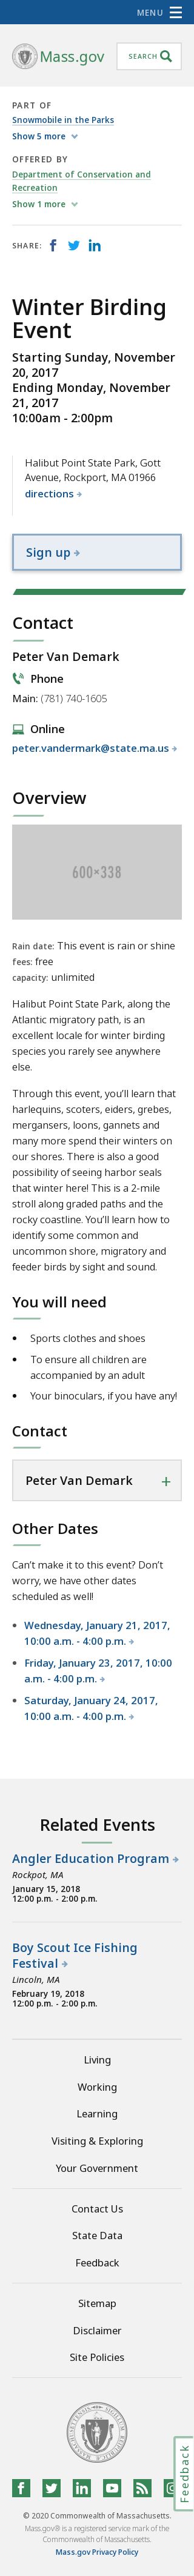 MENU
Mass.gov
SEARCH
PART OF
Snowmobile in the Parks
Show 5 more
OFFERED BY
Department of Conservation and
Recreation
Show 1 more
SHARE:
Winter Birding
Event
Starting Sunday, November
20, 2017
Ending Monday, November
21, 2017
10:00am - 2:00pm
Halibut Point State Park, Gott
Avenue, Rockport, MA 01966
directions
Sign up
Contact
Peter Van Demark
Phone
Main: (781) 740-1605
Online
peter.vandermark@state.ma.us
Overview
600×338
Rain date: This event is rain or shine
fees: free
capacity: unlimited
Halibut Point State Park, along the
Atlantic migratory path, is an
excellent locale for winter birding
species you rarely see anywhere
else.
Through this event, you'll learn that
harlequins, scoters, eiders, grebes,
mergansers, loons, gannets and
many more spend their winters on
our shores. There is also a good
possibility of seeing harbor seals
that winter here! This is a 2-mile
stroll along graded paths and the
rocky coastline. You'll likely come to
understand some common and
uncommon shore, migratory and
feeder birds by sight and forehead.
You will need
Sports clothes and shoes
To ensure all children are
accompanied by an adult
Your binoculars, if you have any!
Contact
Peter Van Demark
Other Dates
Can't make it to this event? Don't
worry, we have other dates
scheduled as well!
Wednesday, January 21, 2017,
10:00 a.m. - 4:00 p.m.
Friday, January 23, 2017, 10:00
a.m. - 4:00 p.m.
Saturday, January 24, 2017,
10:00 a.m. - 4:00 p.m.
Related Events
Angler Education Program
Rockport, MA
January 15, 2018
12:00 p.m. - 2:00 p.m.
Boy Scout Ice Fishing
Festival
Lincoln, MA
February 19, 2018
12:00 p.m. - 2:00 p.m.
Living
Working
Learning
Visiting & Exploring
Your Government
Contact Us
State Data
Feedback
Sitemap
Disclaimer
Site Policies
Feedback
© 2020 Commonwealth of Massachusetts.
Mass.gov® is a registered service mark of the
Commonwealth of Massachusetts.
Mass.gov Privacy Policy